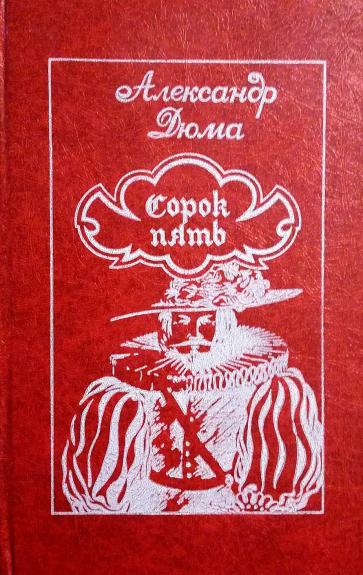 Александр
Дюма
Сорок
пять